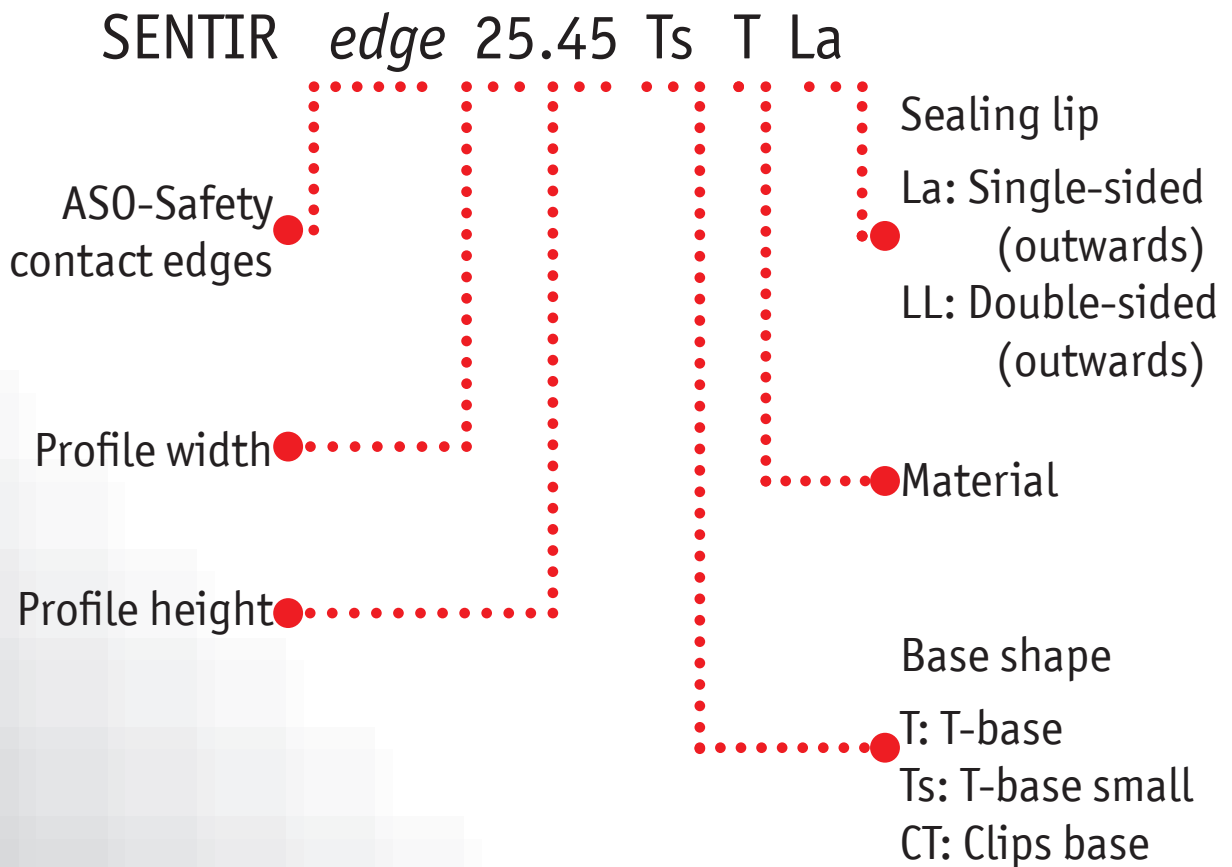 SENTIR edge 25.45 Ts T La
ASO-Safety
contact edges
Profile width
Profile height
Sealing lip
La: Single-sided
(outwards)
LL: Double-sided
(outwards)
Material
Base shape
T: T-base
Ts: T-base small
CT: Clips base